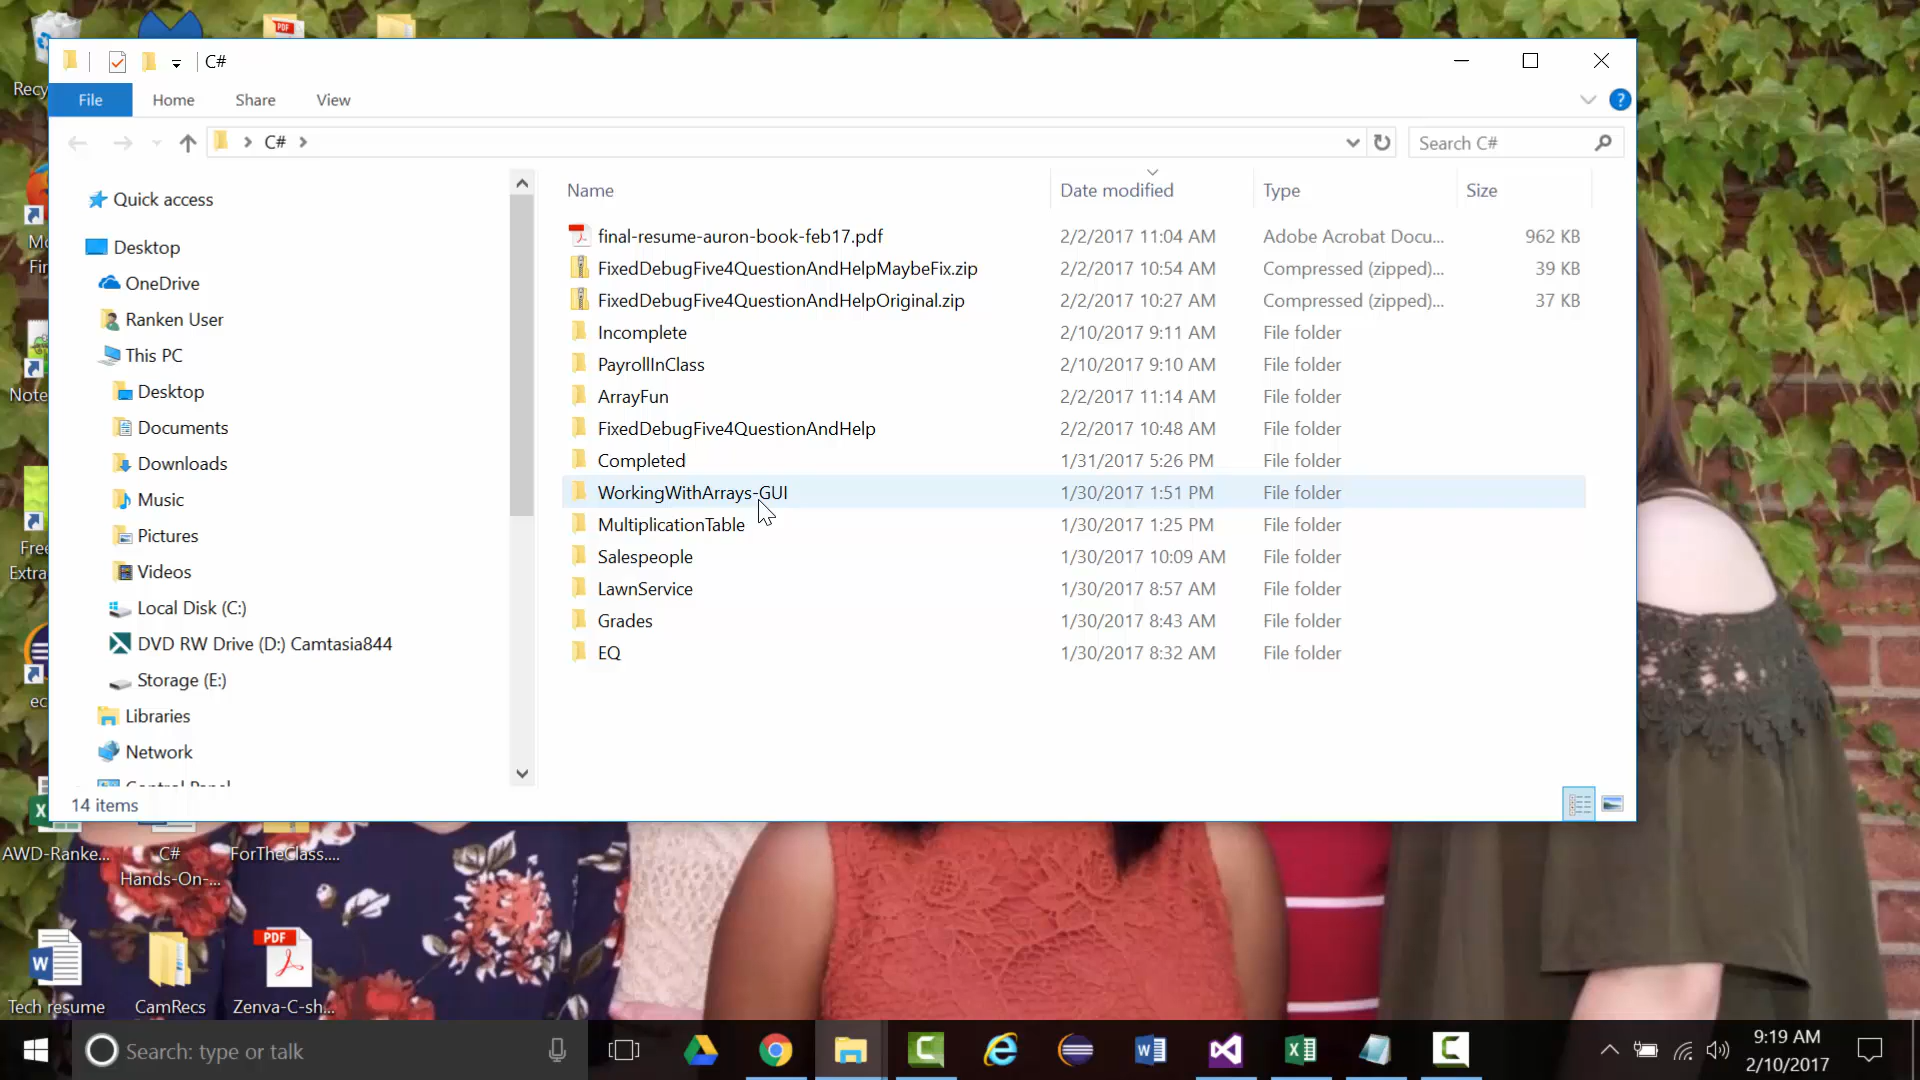 C#
File Home Share View
C#
Search C#
Quick access
Desktop
OneDrive
Ranken User
This PC
Desktop
Documents
Downloads
Music
Pictures
Videos
Local Disk (C:)
DVD RW Drive (D:) Camtasia844
Storage (E:)
Libraries
Network
Control Panel
Name Date modified Type Size
final-resume-auron-book-feb17.pdf 2/2/2017 11:04 AM Adobe Acrobat Docu... 962 KB
FixedDebugFive4QuestionAndHelpMaybeFix.zip 2/2/2017 10:54 AM Compressed (zipped)... 39 KB
FixedDebugFive4QuestionAndHelpOriginal.zip 2/2/2017 10:27 AM Compressed (zipped)... 37 KB
Incomplete 2/10/2017 9:11 AM File folder
PayrollInClass 2/10/2017 9:10 AM File folder
ArrayFun 2/2/2017 11:14 AM File folder
FixedDebugFive4QuestionAndHelp 2/2/2017 10:48 AM File folder
Completed 1/31/2017 5:26 PM File folder
WorkingWithArrays-GUI 1/30/2017 1:51 PM File folder
MultiplicationTable 1/30/2017 1:25 PM File folder
Salespeople 1/30/2017 10:09 AM File folder
LawnService 1/30/2017 8:57 AM File folder
Grades 1/30/2017 8:43 AM File folder
EQ 1/30/2017 8:32 AM File folder
14 items
Recy
Mo
Fir
Note
Free
Extra
ec
AWD-Ranke... C# ForTheClass....
Hands-On-...
PDF
Tech resume CamRecs Zenva-C-sh...
Search: type or talk
9:19 AM
2/10/2017